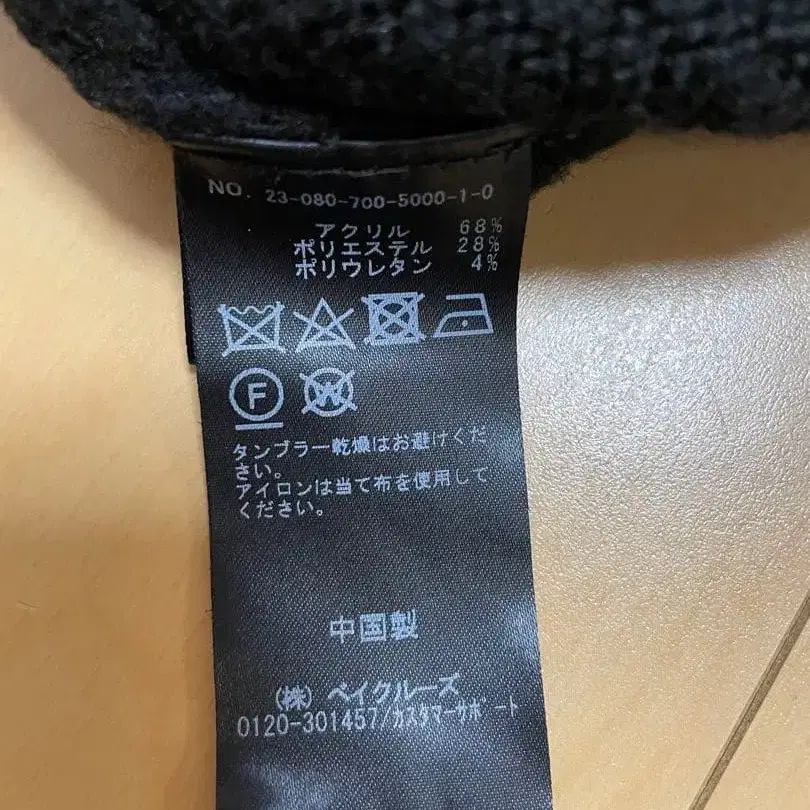 NO. 23-080-700-5000-1-0
アクリル 68%
ポリエステル 28%
ポリウレタン 4%
F W
タンブラー乾燥はお避けくだ
さい。
アイロンは当て布を使用して
ください。
中国製
(株) ベイクルーズ
0120-301457/カスタマーサポート